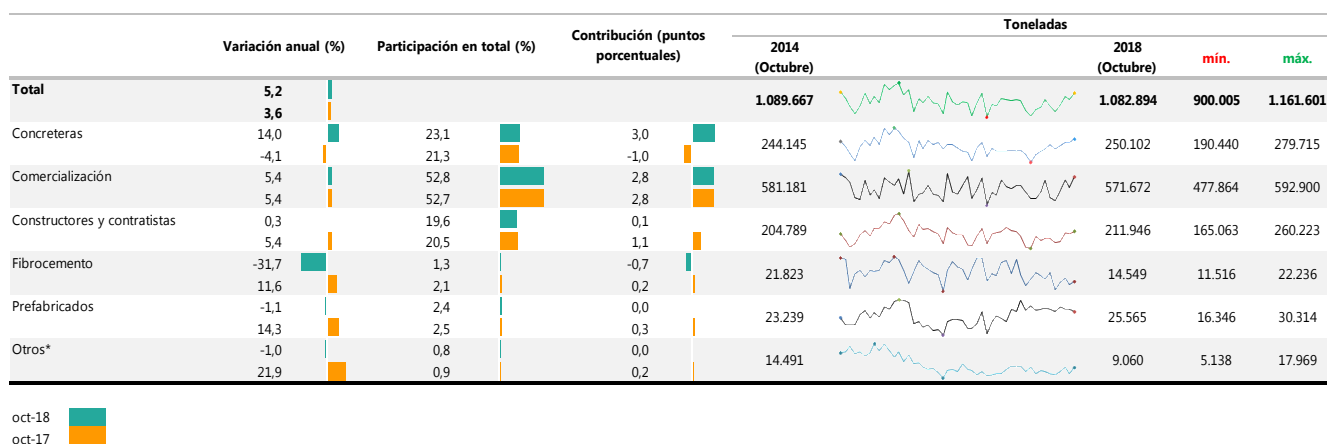 Variación anual (%) Participación en total (%) Contribución (puntos porcentuales) Toneladas
2014 (Octubre) 2018 (Octubre) mín. máx.
Total 5,2 1.089.667 1.082.894 900.005 1.161.601
3,6
Concreteras 14,0 23,1 3,0 244.145 250.102 190.440 279.715
-4,1 21,3 -1,0
Comercialización 5,4 52,8 2,8 581.181 571.672 477.864 592.900
5,4 52,7 2,8
Constructores y contratistas 0,3 19,6 0,1 204.789 211.946 165.063 260.223
5,4 20,5 1,1
Fibrocemento -31,7 1,3 -0,7 21.823 14.549 11.516 22.236
11,6 2,1 0,2
Prefabricados -1,1 2,4 0,0 23.239 25.565 16.346 30.314
14,3 2,5 0,3
Otros* -1,0 0,8 0,0 14.491 9.060 5.138 17.969
21,9 0,9 0,2
oct-18
oct-17